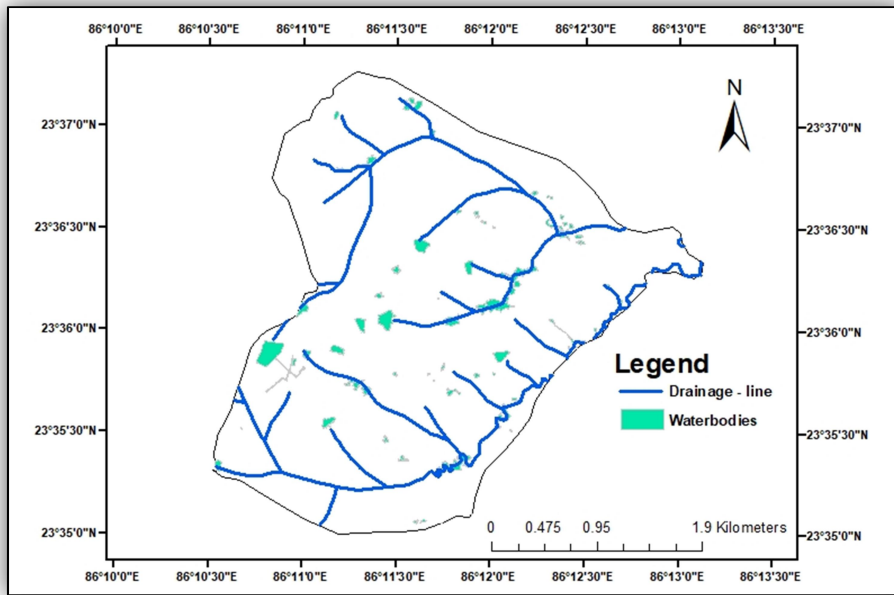 86°10'0"E 86°10'30"E 86°11'0"E 86°11'30"E 86°12'0"E 86°12'30"E 86°13'0"E 86°13'30"E
N
23°37'0"N 23°37'0"N
23°36'30"N 23°36'30"N
23°36'0"N 23°36'0"N
Legend
Drainage - line
Waterbodies
23°35'30"N 23°35'30"N
0 0.475 0.95 1.9 Kilometers
23°35'0"N 23°35'0"N
86°10'0"E 86°10'30"E 86°11'0"E 86°11'30"E 86°12'0"E 86°12'30"E 86°13'0"E 86°13'30"E